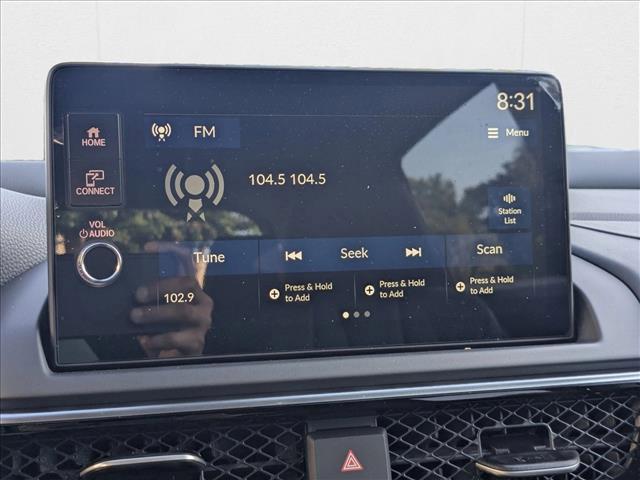 8:31
HOME
FM
Menu
CONNECT
104.5 104.5
VOL
AUDIO
Station
List
Tune
Seek
Scan
102.9
Press & Hold
to Add
Press & Hold
to Add
Press & Hold
to Add